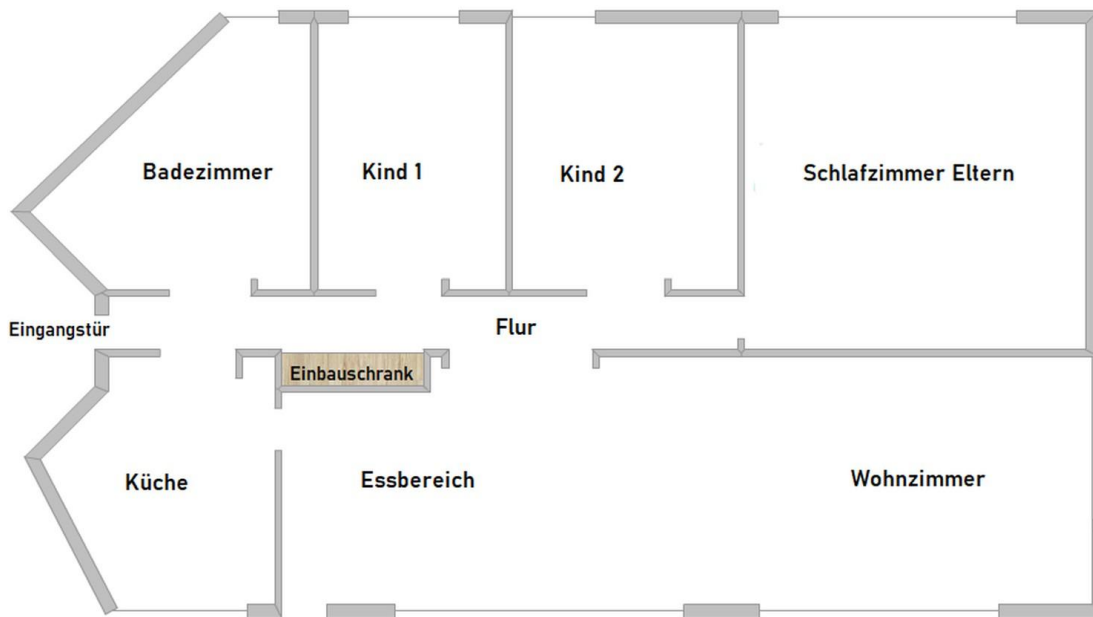 Badezimmer
Kind 1
Kind 2
Schlafzimmer Eltern
Eingangstür
Flur
Einbauschrank
Küche
Essbereich
Wohnzimmer